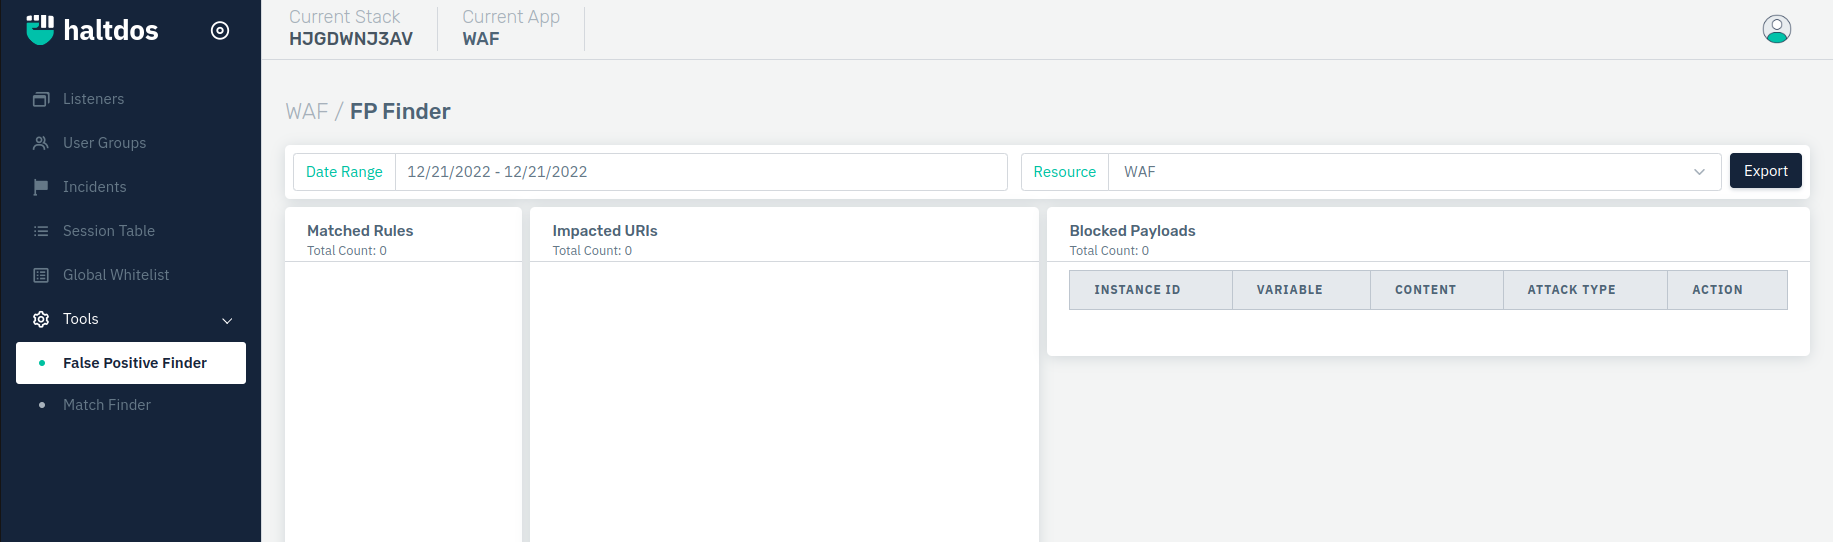 haltdos
Current Stack
HJGDWNJ3AV
Current App
WAF
Listeners
User Groups
Incidents
Session Table
Global Whitelist
Tools
False Positive Finder
Match Finder
WAF / FP Finder
Date Range 12/21/2022 - 12/21/2022
Resource WAF
Export
Matched Rules
Total Count: 0
Impacted URIs
Total Count: 0
Blocked Payloads
Total Count: 0
INSTANCE ID VARIABLE CONTENT ATTACK TYPE ACTION